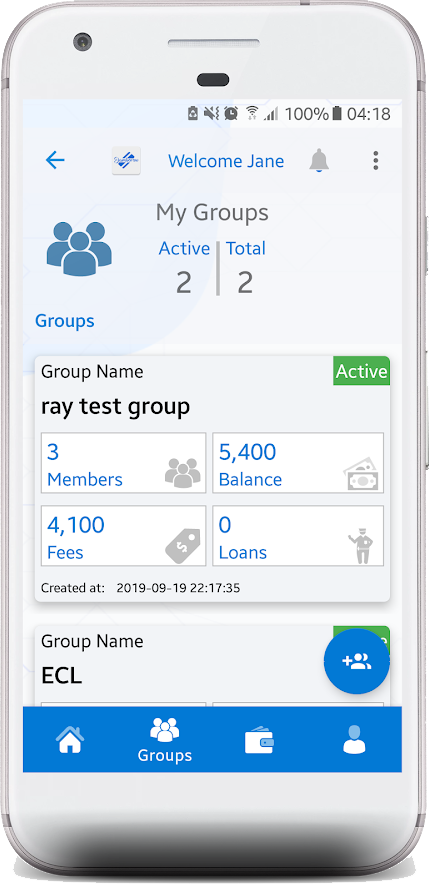 100% 04:18
Welcome Jane
My Groups
Active Total
2 2
Groups
Group Name Active
ray test group
3 5,400
Members Balance
4,100 0
Fees Loans
Created at: 2019-09-19 22:17:35
Group Name
ECL
Groups